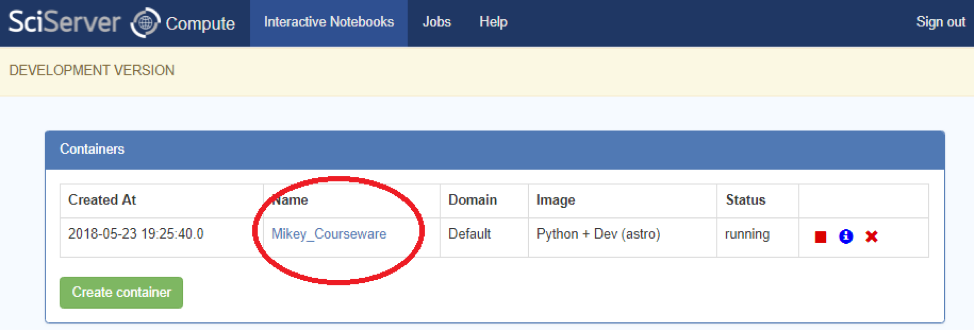 SciServer Compute Interactive Notebooks Jobs Help Sign out
DEVELOPMENT VERSION
Containers
Created At Name Domain Image Status
2018-05-23 19:25:40.0 Mikey_Courseware Default Python + Dev (astro) running
Create container